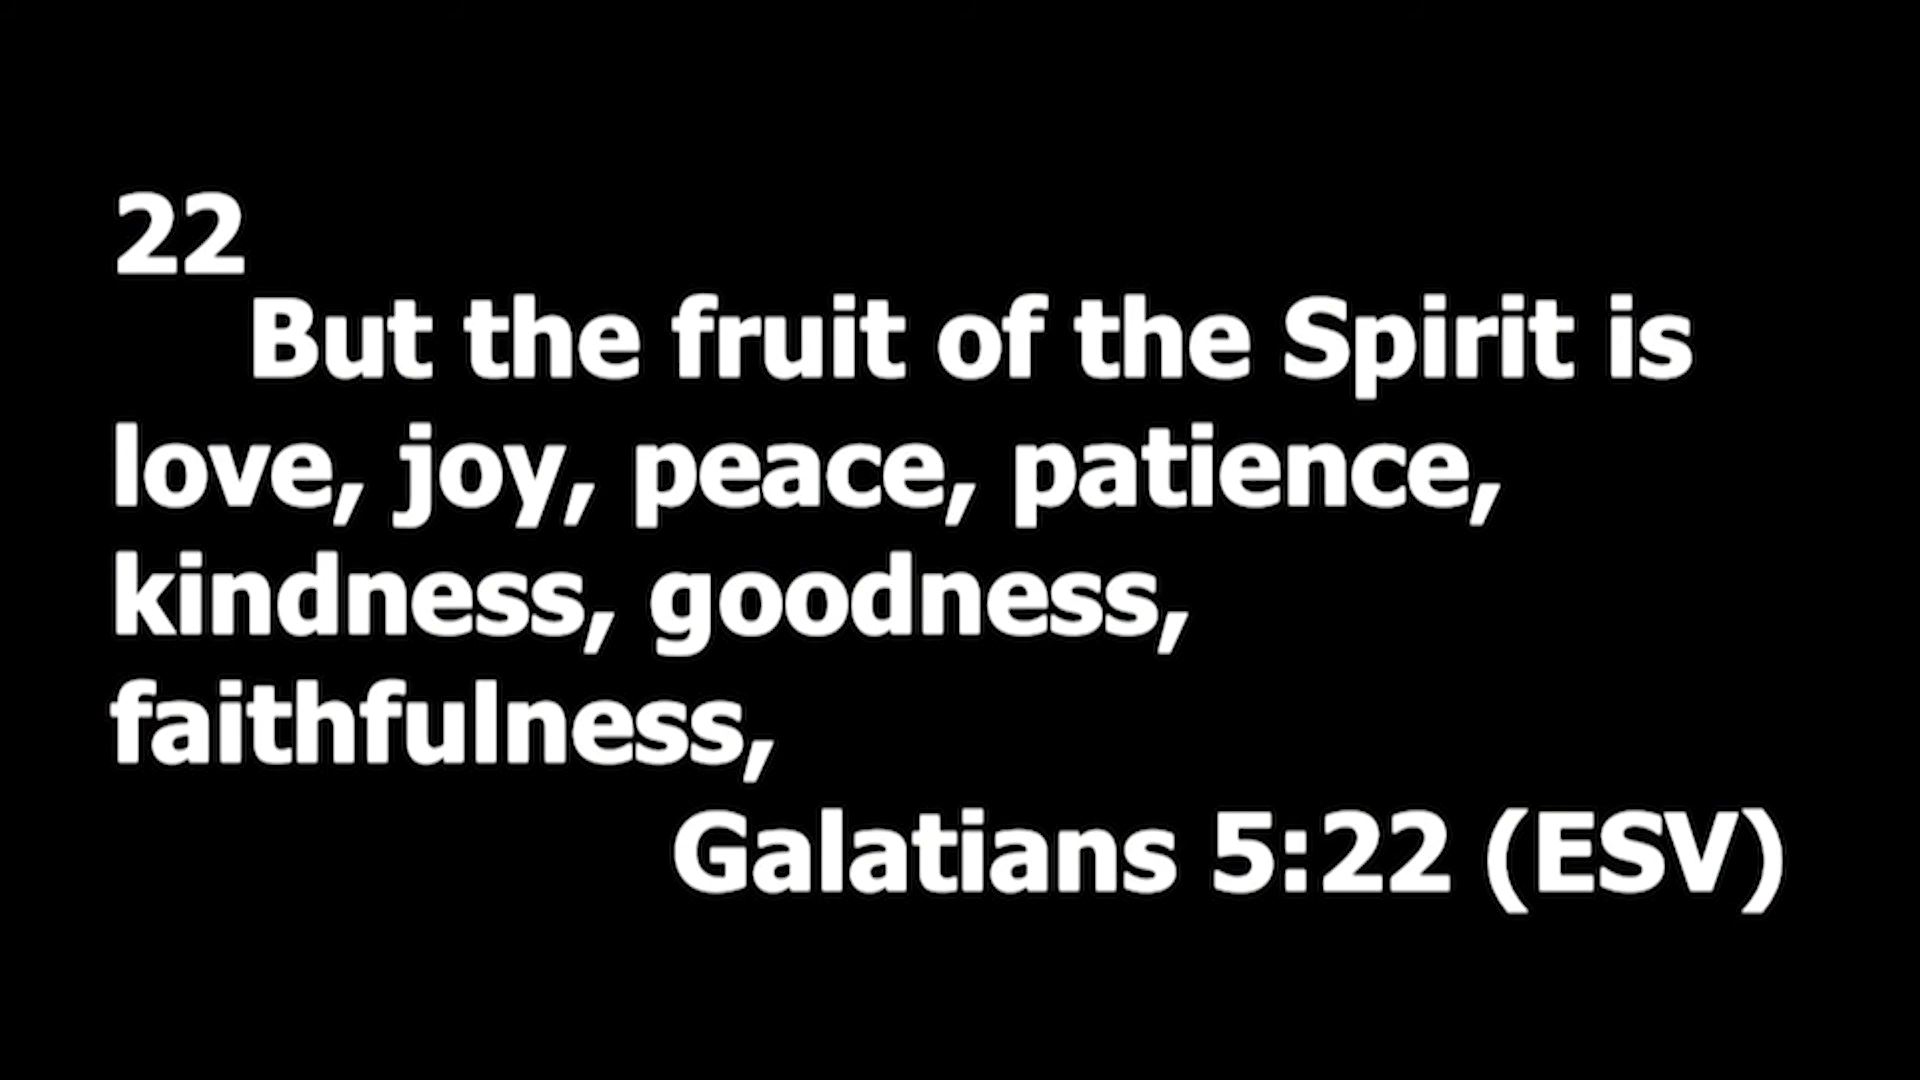 22
But the fruit of the Spirit is
love, joy, peace, patience,
kindness, goodness,
faithfulness,
Galatians 5:22 (ESV)